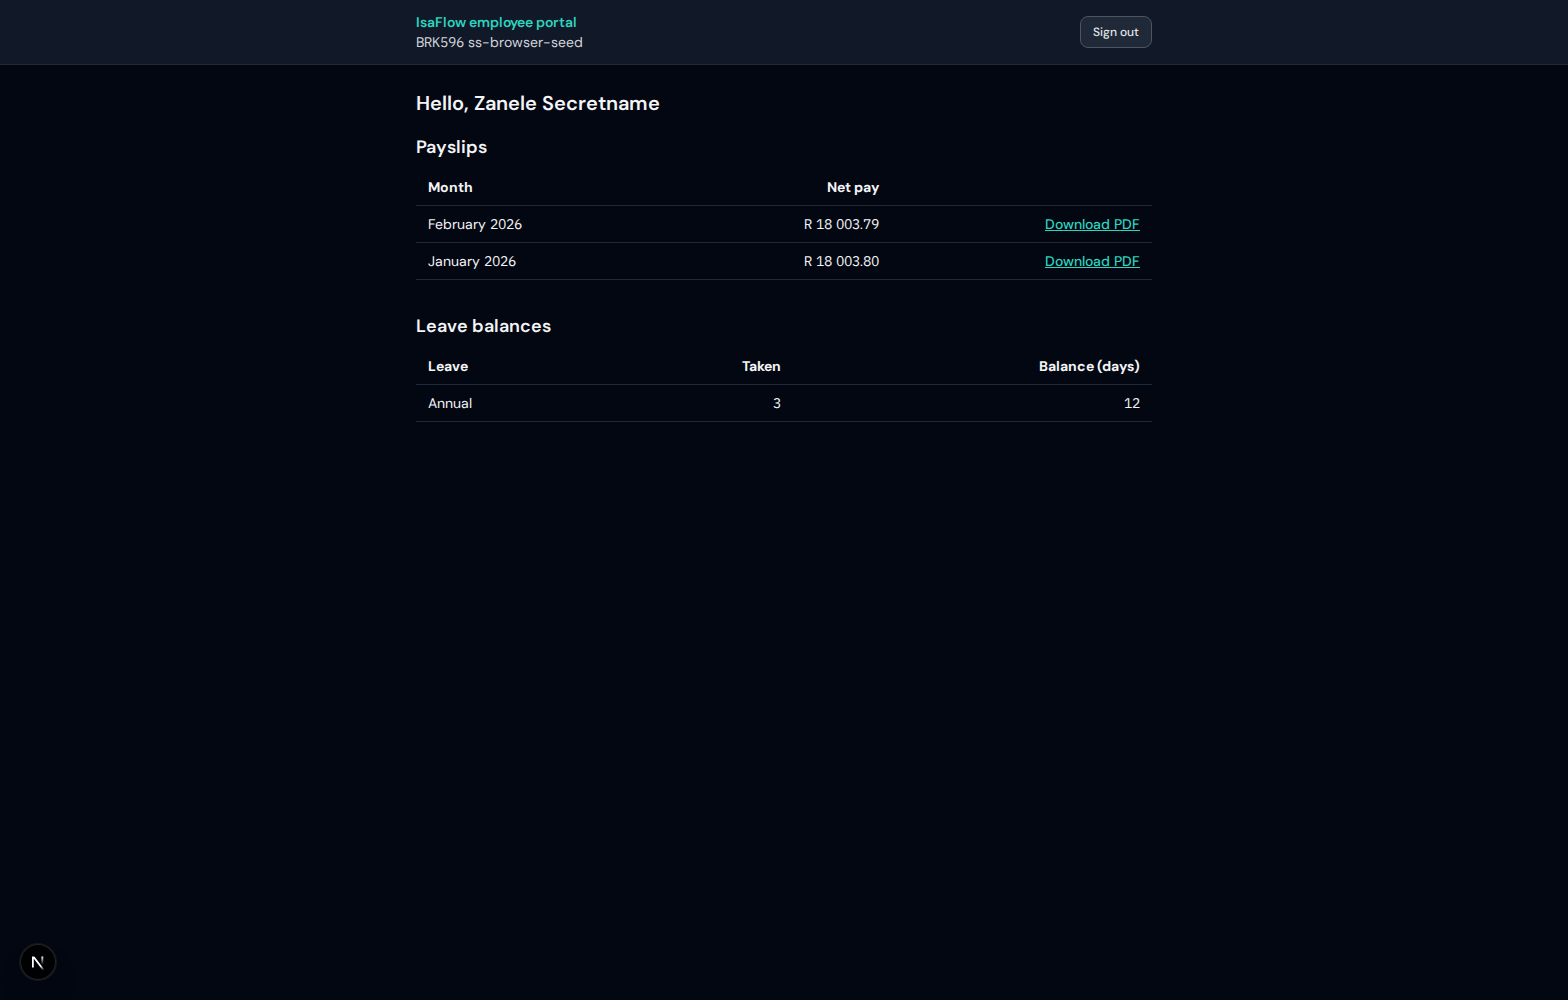 IsaFlow employee portal
BRK596 ss-browser-seed
Sign out
Hello, Zanele Secretname
Payslips
Month Net pay
February 2026 R 18 003.79 Download PDF
January 2026 R 18 003.80 Download PDF
Leave balances
Leave Taken Balance (days)
Annual 3 12
N